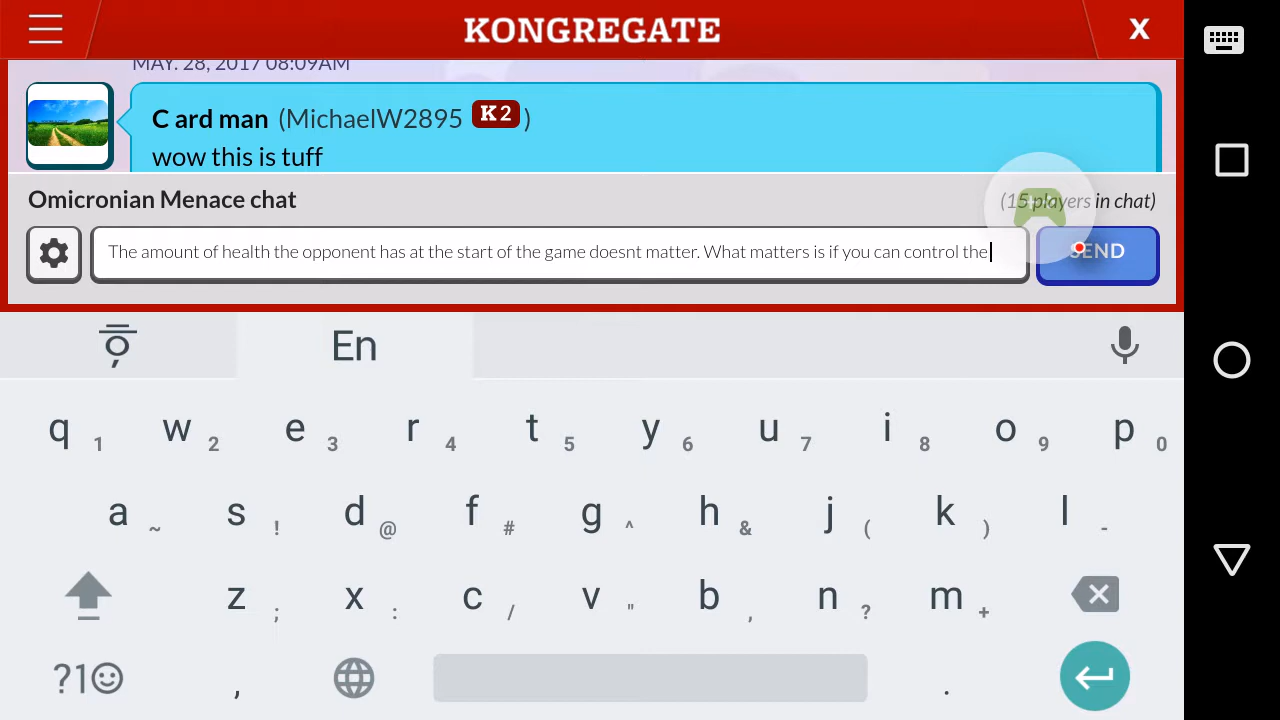 KONGREGATE
X
MAY. 28, 2017 08:09AM
C ard man (MichaelW2895 K2 )
wow this is tuff
Omicronian Menace chat
(15 players in chat)
The amount of health the opponent has at the start of the game doesnt matter. What matters is if you can control the
SEND
En
q 1 w 2 e 3 r 4 t 5 y 6 u 7 i 8 o 9 p 0
a ~ s ! d @ f # g ^ h & j ( k ) l -
z ; x : c / v " b , n ? m +
?1☺ , .